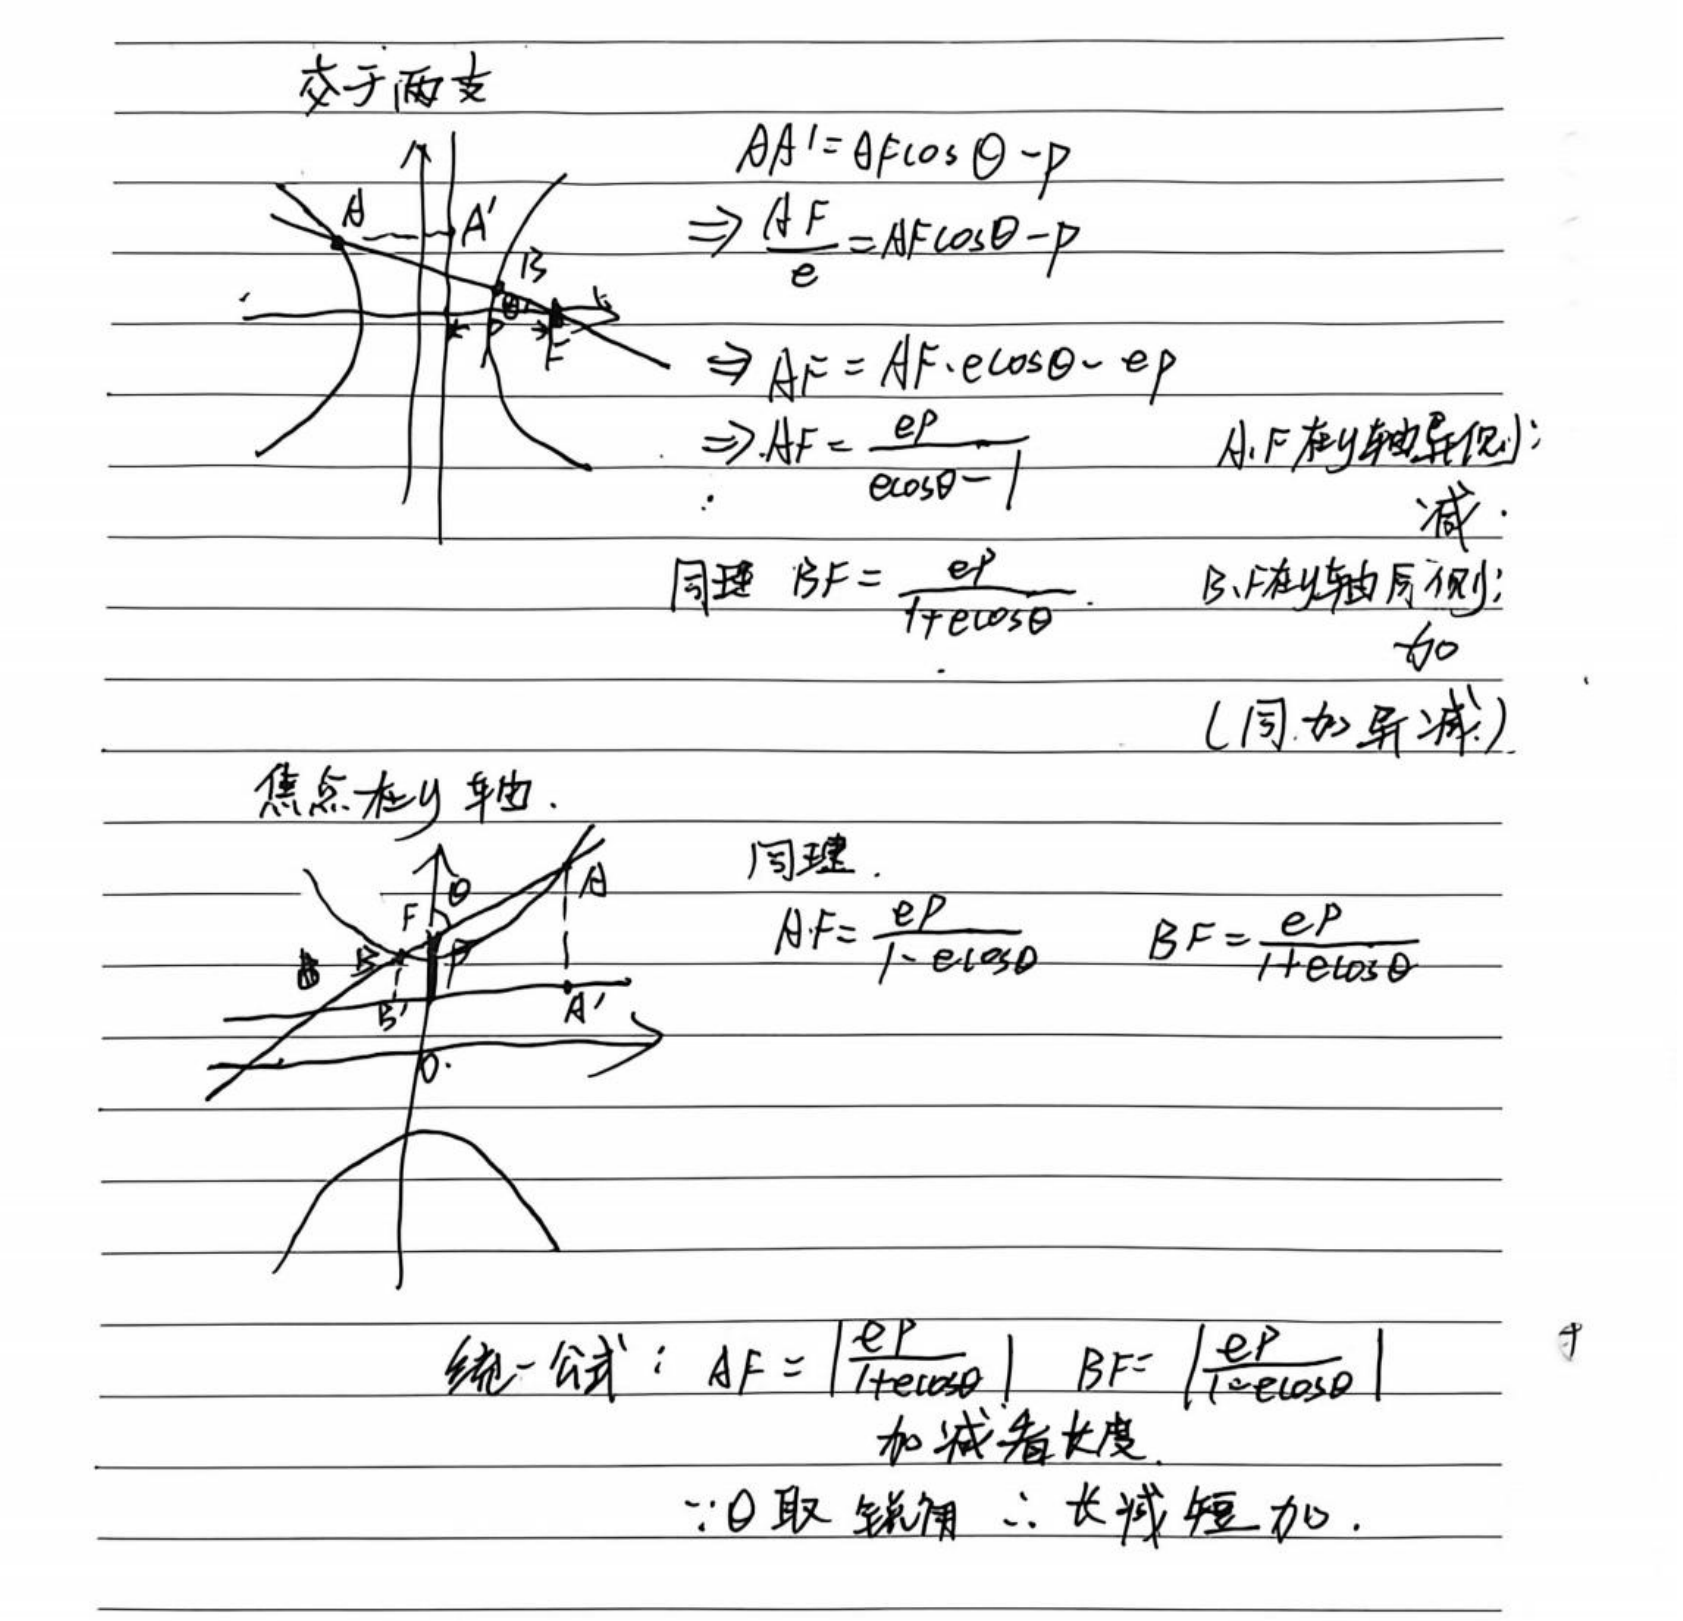 交于两支
AA'=AFcosθ-p
⇒ AF/e=AFcosθ-p
⇒ AF=AF·ecosθ-ep
⇒ AF=ep/(ecosθ-1) A、F在y轴异侧:
减.
同理 BF=ep/(1+ecosθ). B、F在y轴同侧:
加
(同加异减).
A A' B θ P F
焦点在y轴.
同理.
AF=ep/(1-ecosθ) BF=ep/(1+ecosθ)
θ F A B P B' A' O
统一公式: AF=|ep/(1+ecosθ)| BF=|ep/(1-ecosθ)|
加减看长度.
∵θ取锐角 ∴长减短加.